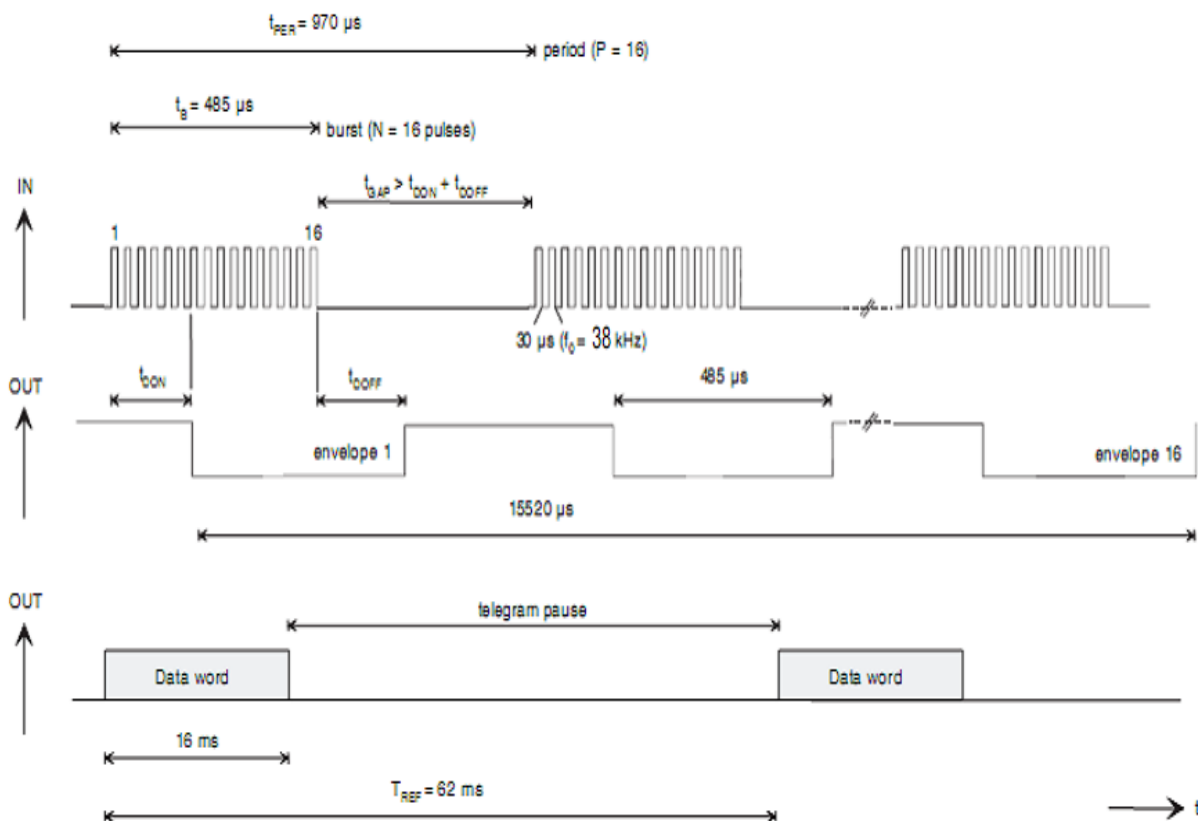 t_PER = 970 µs
period (P = 16)
t_B = 485 µs
burst (N = 16 pulses)
IN
t_GAP > t_DON + t_DOFF
1
16
30 µs (f_0 = 38 kHz)
OUT
t_DON
t_DOFF
485 µs
envelope 1
envelope 16
15520 µs
OUT
telegram pause
Data word
Data word
16 ms
T_REF = 62 ms
t